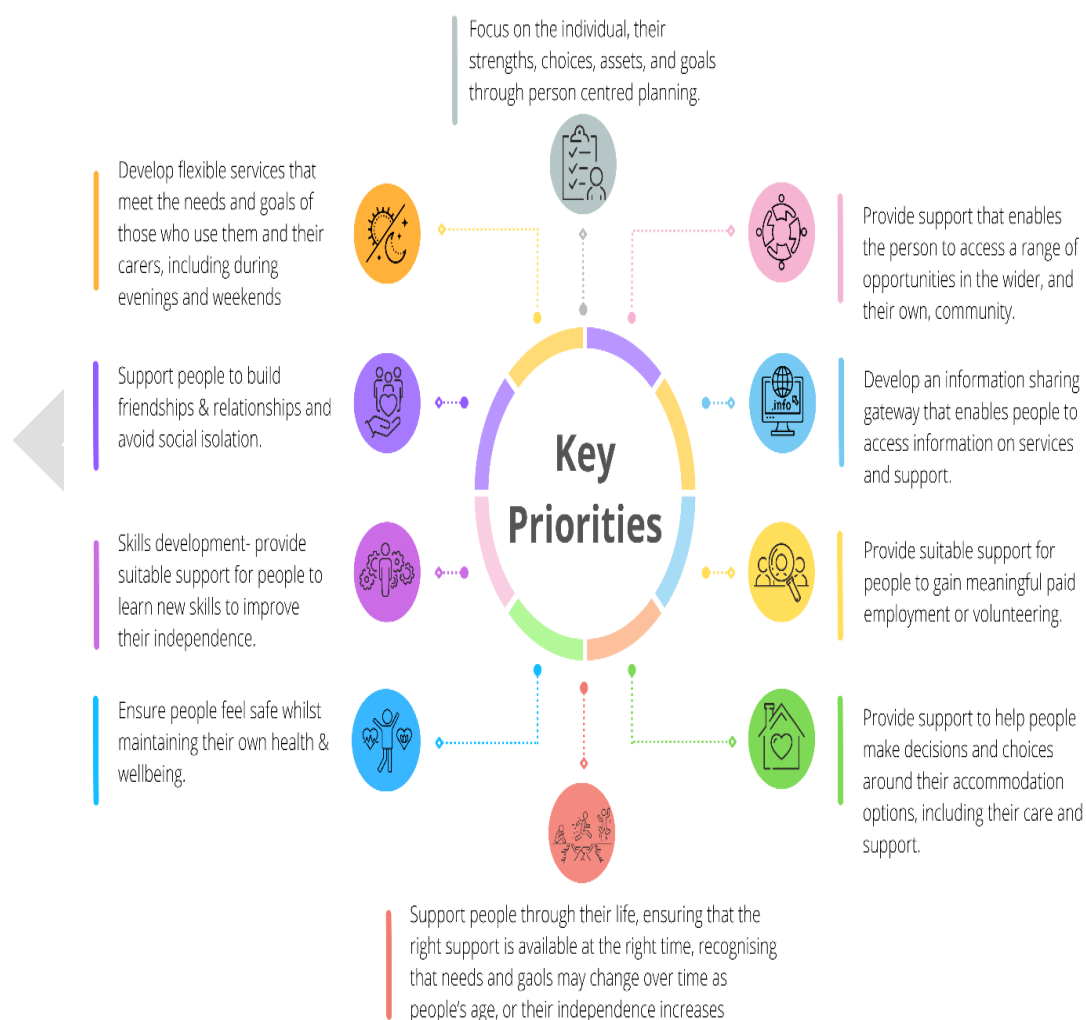 Focus on the individual, their
strengths, choices, assets, and goals
through person centred planning.
Develop flexible services that
meet the needs and goals of
those who use them and their
carers, including during
evenings and weekends
Provide support that enables
the person to access a range of
opportunities in the wider, and
their own, community.
Support people to build
friendships & relationships and
avoid social isolation.
.info
Develop an information sharing
gateway that enables people to
access information on services
and support.
Key
Priorities
Skills development- provide
suitable support for people to
learn new skills to improve
their independence.
Provide suitable support for
people to gain meaningful paid
employment or volunteering.
Ensure people feel safe whilst
maintaining their own health &
wellbeing.
Provide support to help people
make decisions and choices
around their accommodation
options, including their care and
support.
Support people through their life, ensuring that the
right support is available at the right time, recognising
that needs and gaols may change over time as
people's age, or their independence increases